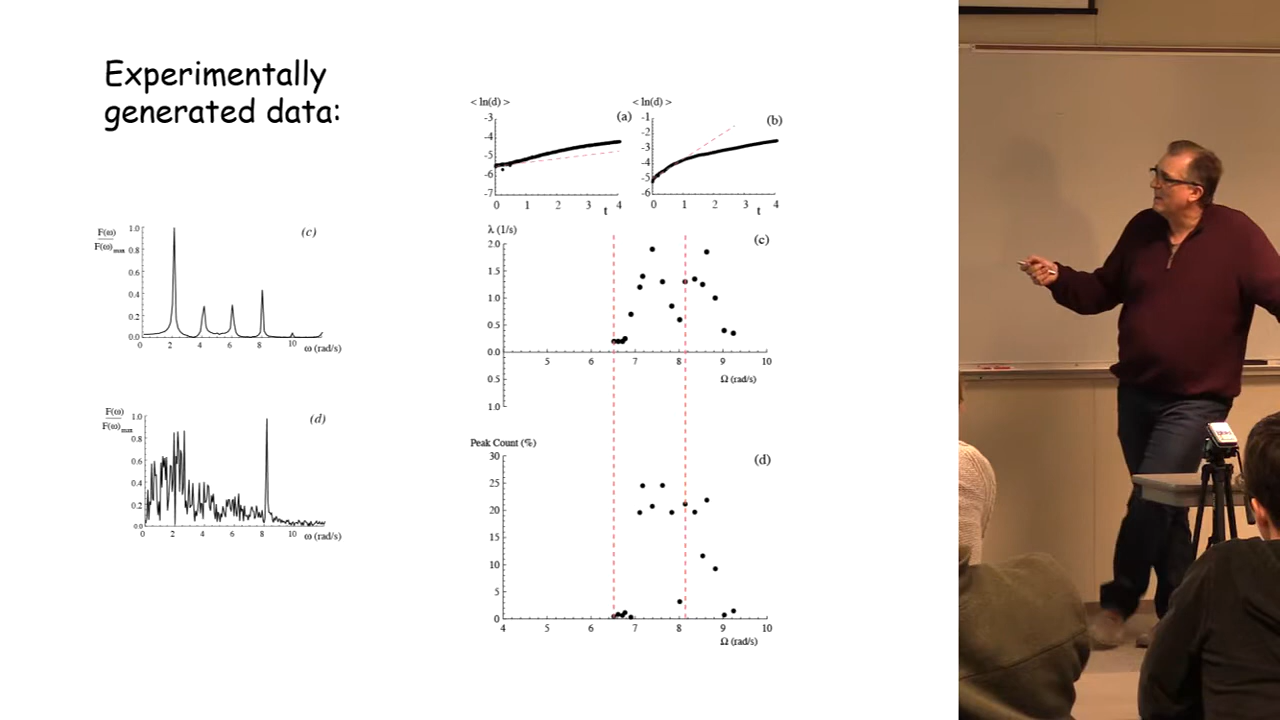 Experimentally
generated data:
< ln(d) >
(a)
-3
-4
-5
-6
-7
0 1 2 3 4
t
< ln(d) >
(b)
-1
-2
-3
-4
-5
-6
0 1 2 3 4
t
F(ω)
F(ω)max
(c)
1.0
0.8
0.6
0.4
0.2
0.0
0 2 4 6 8 10
ω (rad/s)
λ (1/s)
(c)
2.0
1.5
1.0
0.5
0.0
0.5
1.0
5 6 7 8 9 10
Ω (rad/s)
F(ω)
F(ω)max
(d)
1.0
0.8
0.6
0.4
0.2
0.0
0 2 4 6 8 10
ω (rad/s)
Peak Count (%)
(d)
30
25
20
15
10
5
0
4 5 6 7 8 9 10
Ω (rad/s)